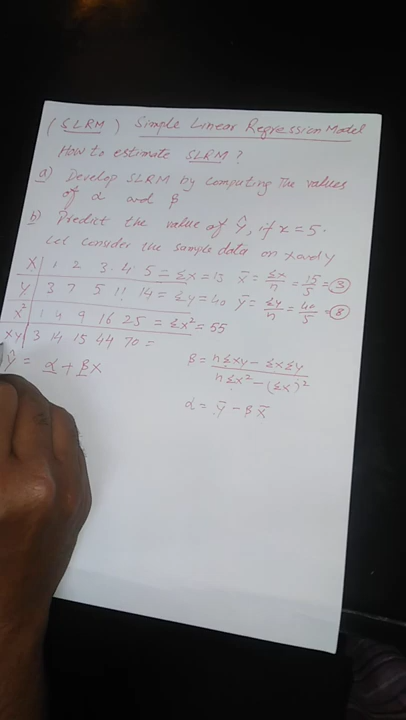 (SLRM) Simple Linear Regression Model
How to estimate SLRM?
a) Develop SLRM by computing The values
of α and β
b) Predict the value of Ŷ, if x = 5.
Let consider the sample data on x and y
X | 1 2 3 4 5 = Σx = 15 x̄ = Σx/n = 15/5 = 3
Y 3 7 5 11 14 = Σy = 40 ȳ = Σy/n = 40/5 = 8
X² 1 4 9 16 25 = Σx² = 55
XY 3 14 15 44 70 =
Ŷ = α + βx β = nΣxy − ΣxΣy / nΣx² − (Σx)²
α = ȳ − βx̄